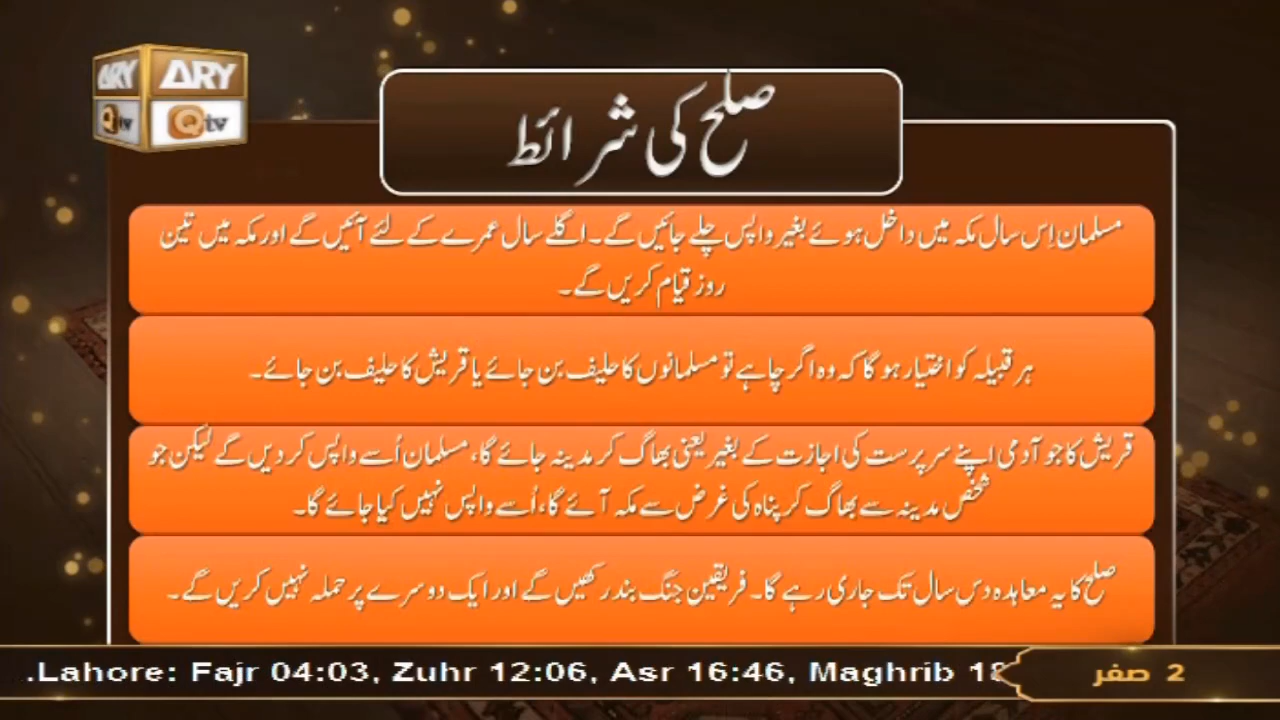 ARY ARY
Qtv Qtv
صلح کی شرائط
مسلمان اِس سال مکہ میں داخل ہوئے بغیر واپس چلے جائیں گے۔ اگلے سال عمرے کے لئے آئیں گے اور مکہ میں تین
روز قیام کریں گے۔
ہر قبیلہ کو اختیار ہو گا کہ وہ اگر چاہے تو مسلمانوں کا حلیف بن جائے یا قریش کا حلیف بن جائے۔
قریش کا جو آدمی اپنے سرپرست کی اجازت کے بغیر یعنی بھاگ کر مدینہ جائے گا، مسلمان اُسے واپس کر دیں گے لیکن جو
شخص مدینہ سے بھاگ کر پناہ کی غرض سے مکہ آئے گا، اُسے واپس نہیں کیا جائے گا۔
صلح کا یہ معاہدہ دس سال تک جاری رہے گا۔ فریقین جنگ بند رکھیں گے اور ایک دوسرے پر حملہ نہیں کریں گے۔
.Lahore: Fajr 04:03, Zuhr 12:06, Asr 16:46, Maghrib 18
2 صفر